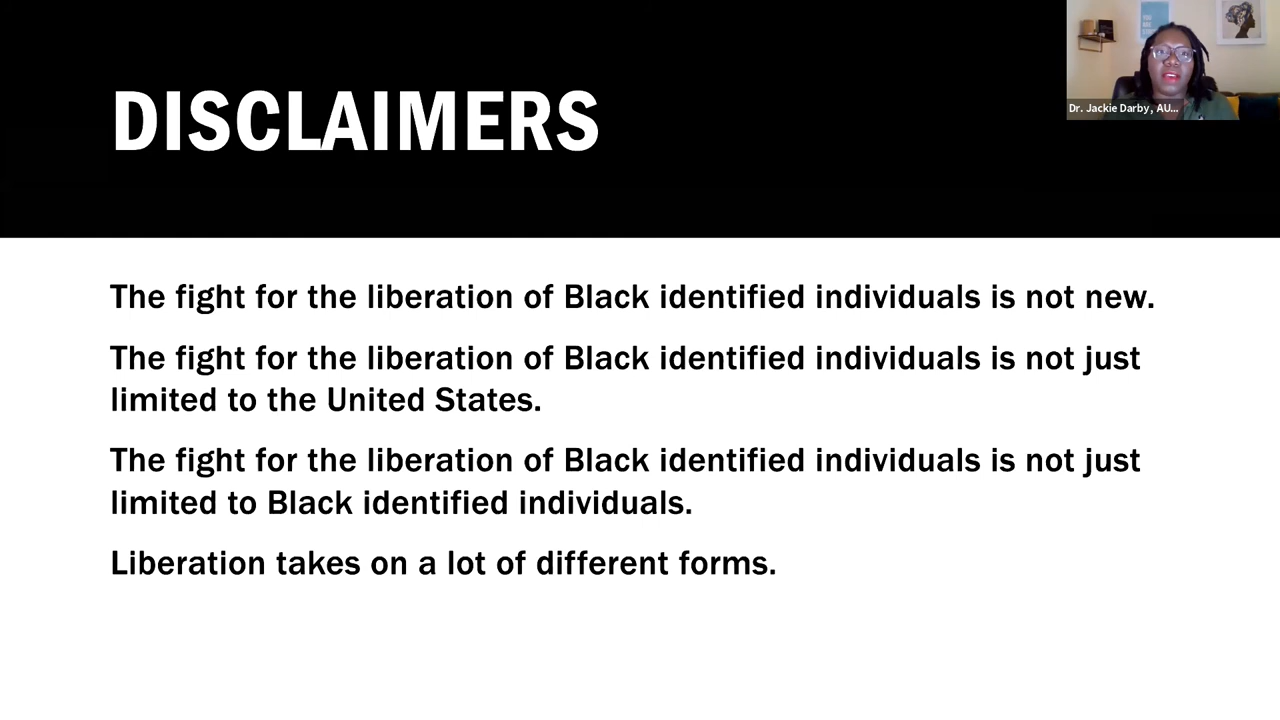 DISCLAIMERS
Dr. Jackie Darby, AU...
The fight for the liberation of Black identified individuals is not new.
The fight for the liberation of Black identified individuals is not just
limited to the United States.
The fight for the liberation of Black identified individuals is not just
limited to Black identified individuals.
Liberation takes on a lot of different forms.